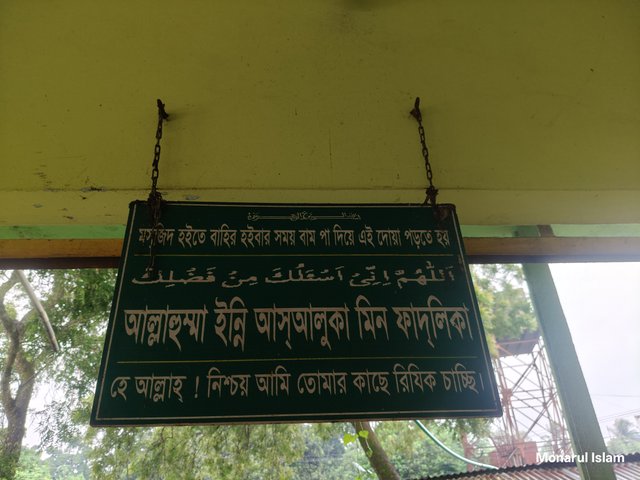 মসজিদ হইতে বাহির হইবার সময় বাম পা দিয়ে এই দোয়া পড়তে হয়
اَللّٰهُمَّ اِنِّىْ اَسْئَلُكَ مِنْ فَضْلِكَ
আল্লাহুম্মা ইন্নি আস্আলুকা মিন ফাদ্লিকা
হে আল্লাহ্ ! নিশ্চয় আমি তোমার কাছে রিযিক চাচ্ছি।
Monarul Islam